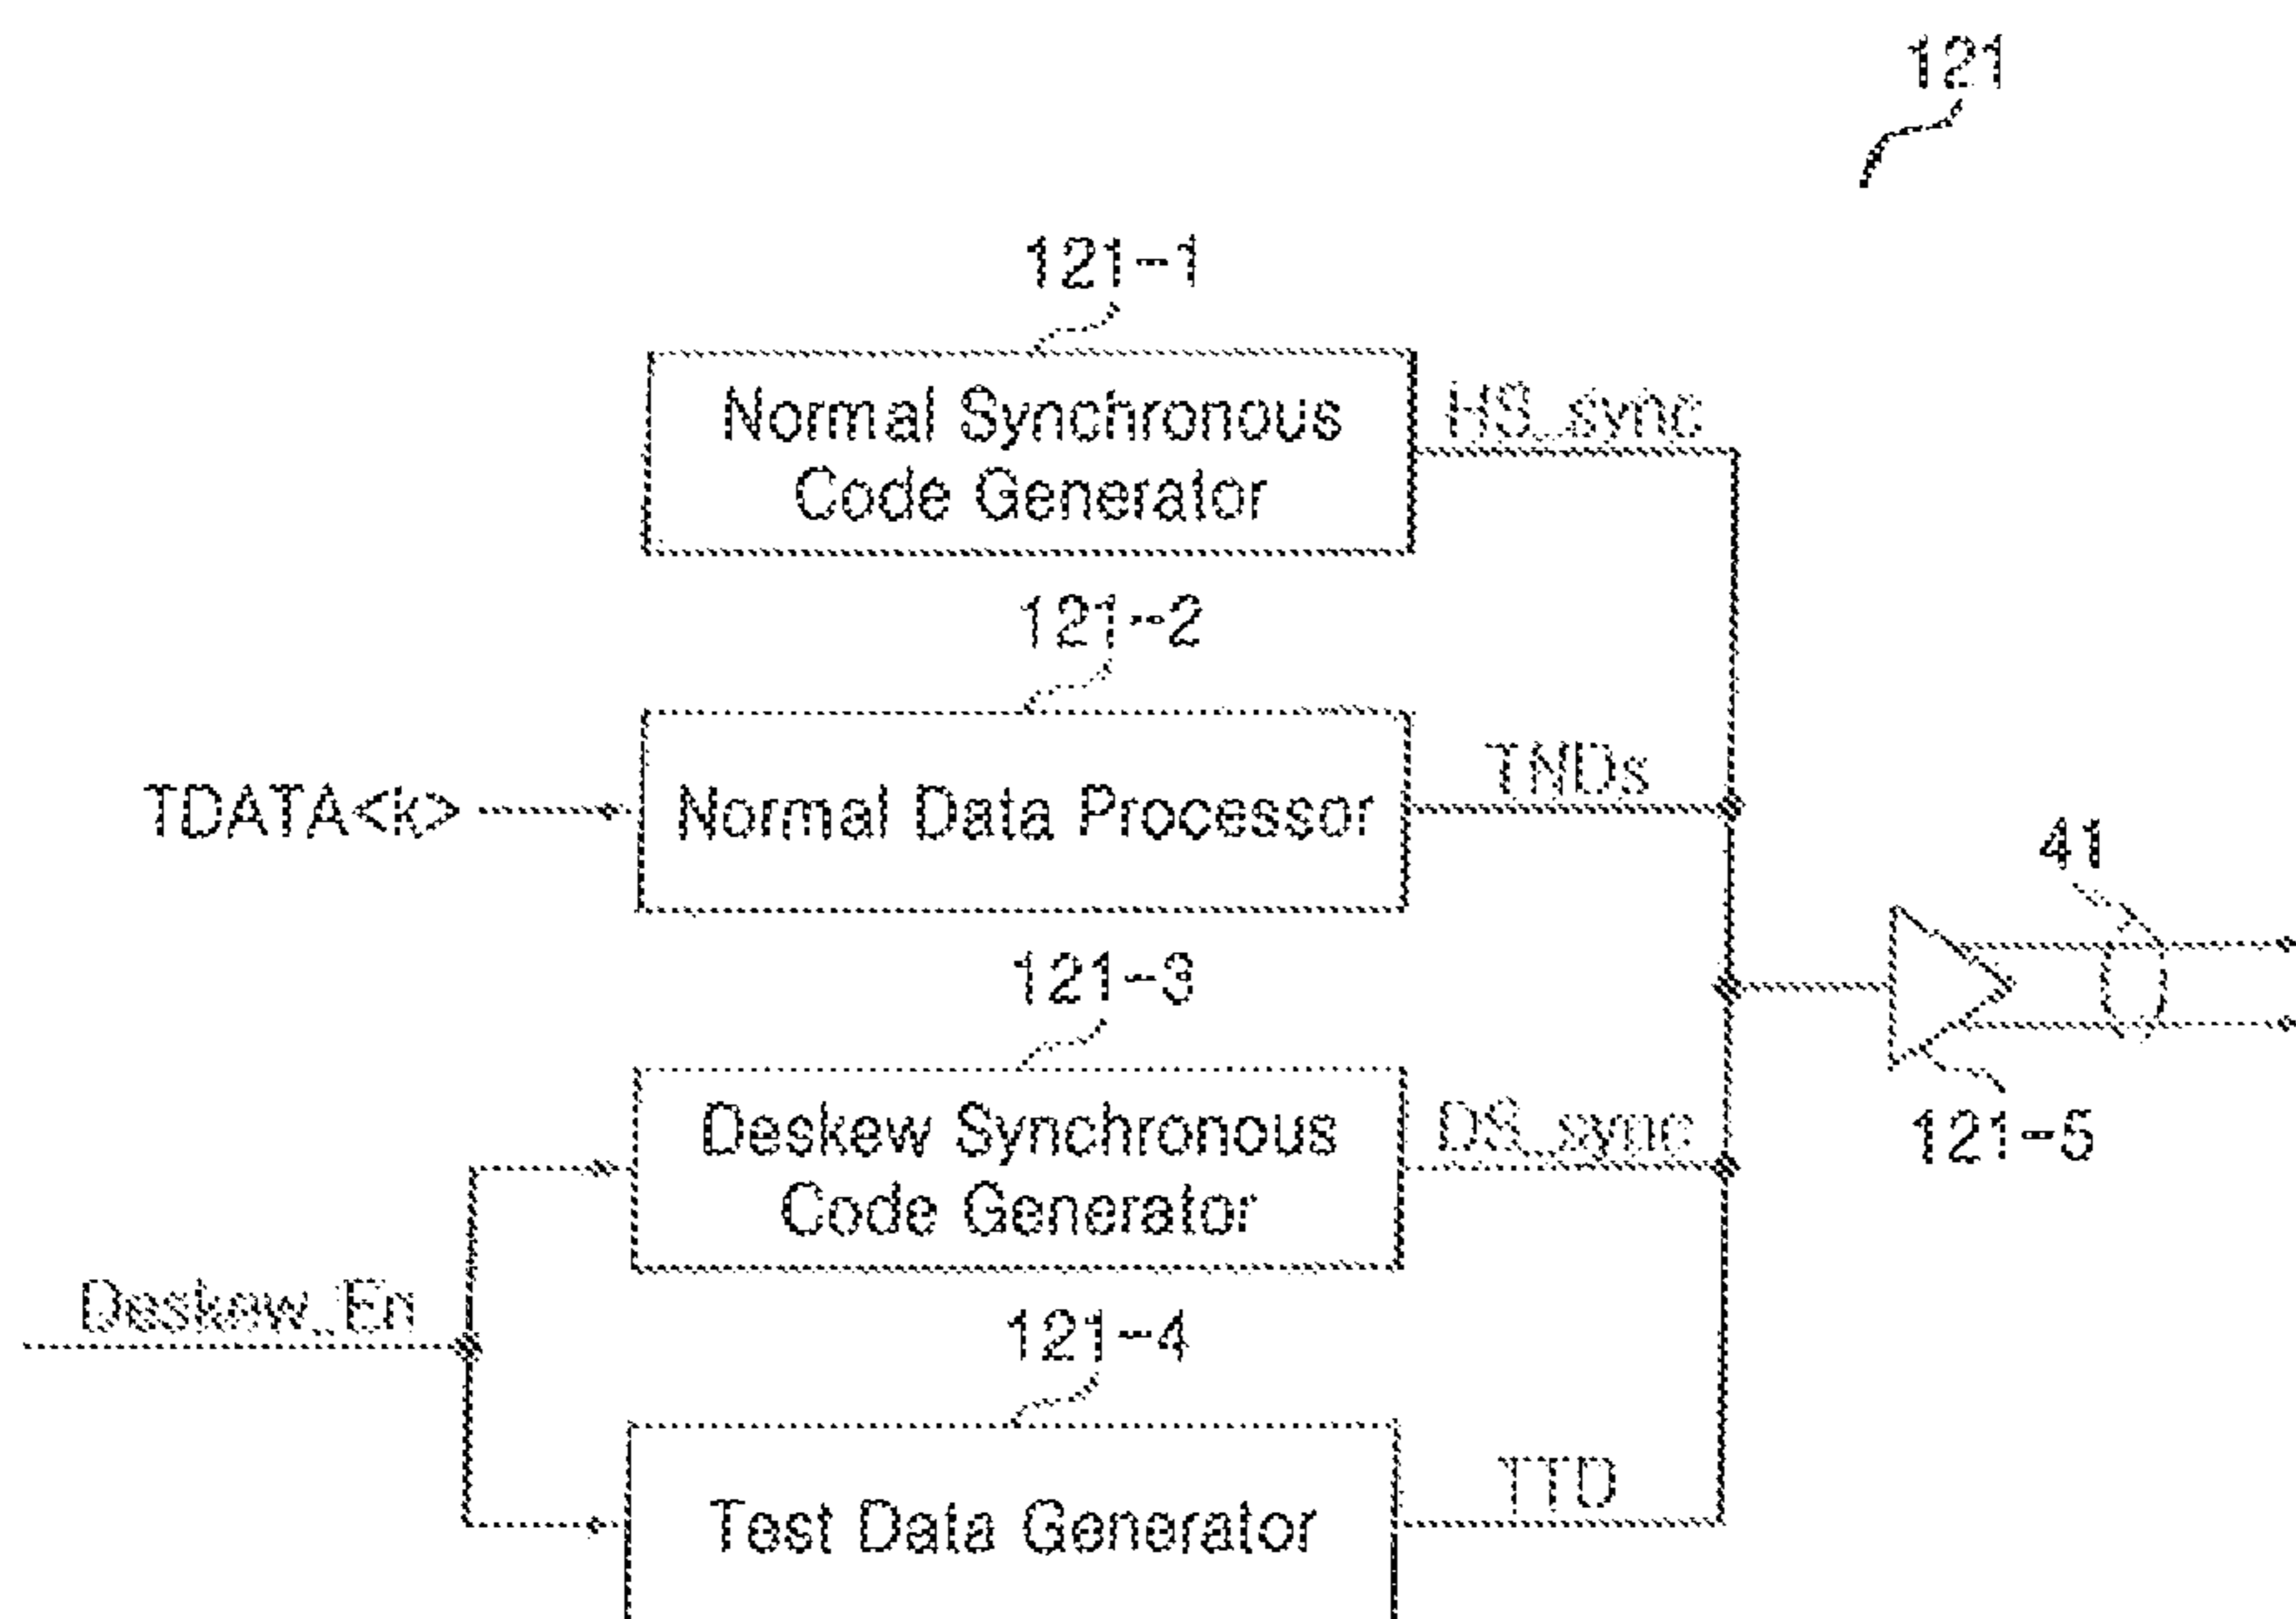 121
121-1
Normal Synchronous
Code Generator
HS_sync
121-2
TDATA<k>
Normal Data Processor
TNDs
41
121-3
Deskew Synchronous
Code Generator
DS_sync
121-5
Deskew_En
121-4
Test Data Generator
TTD